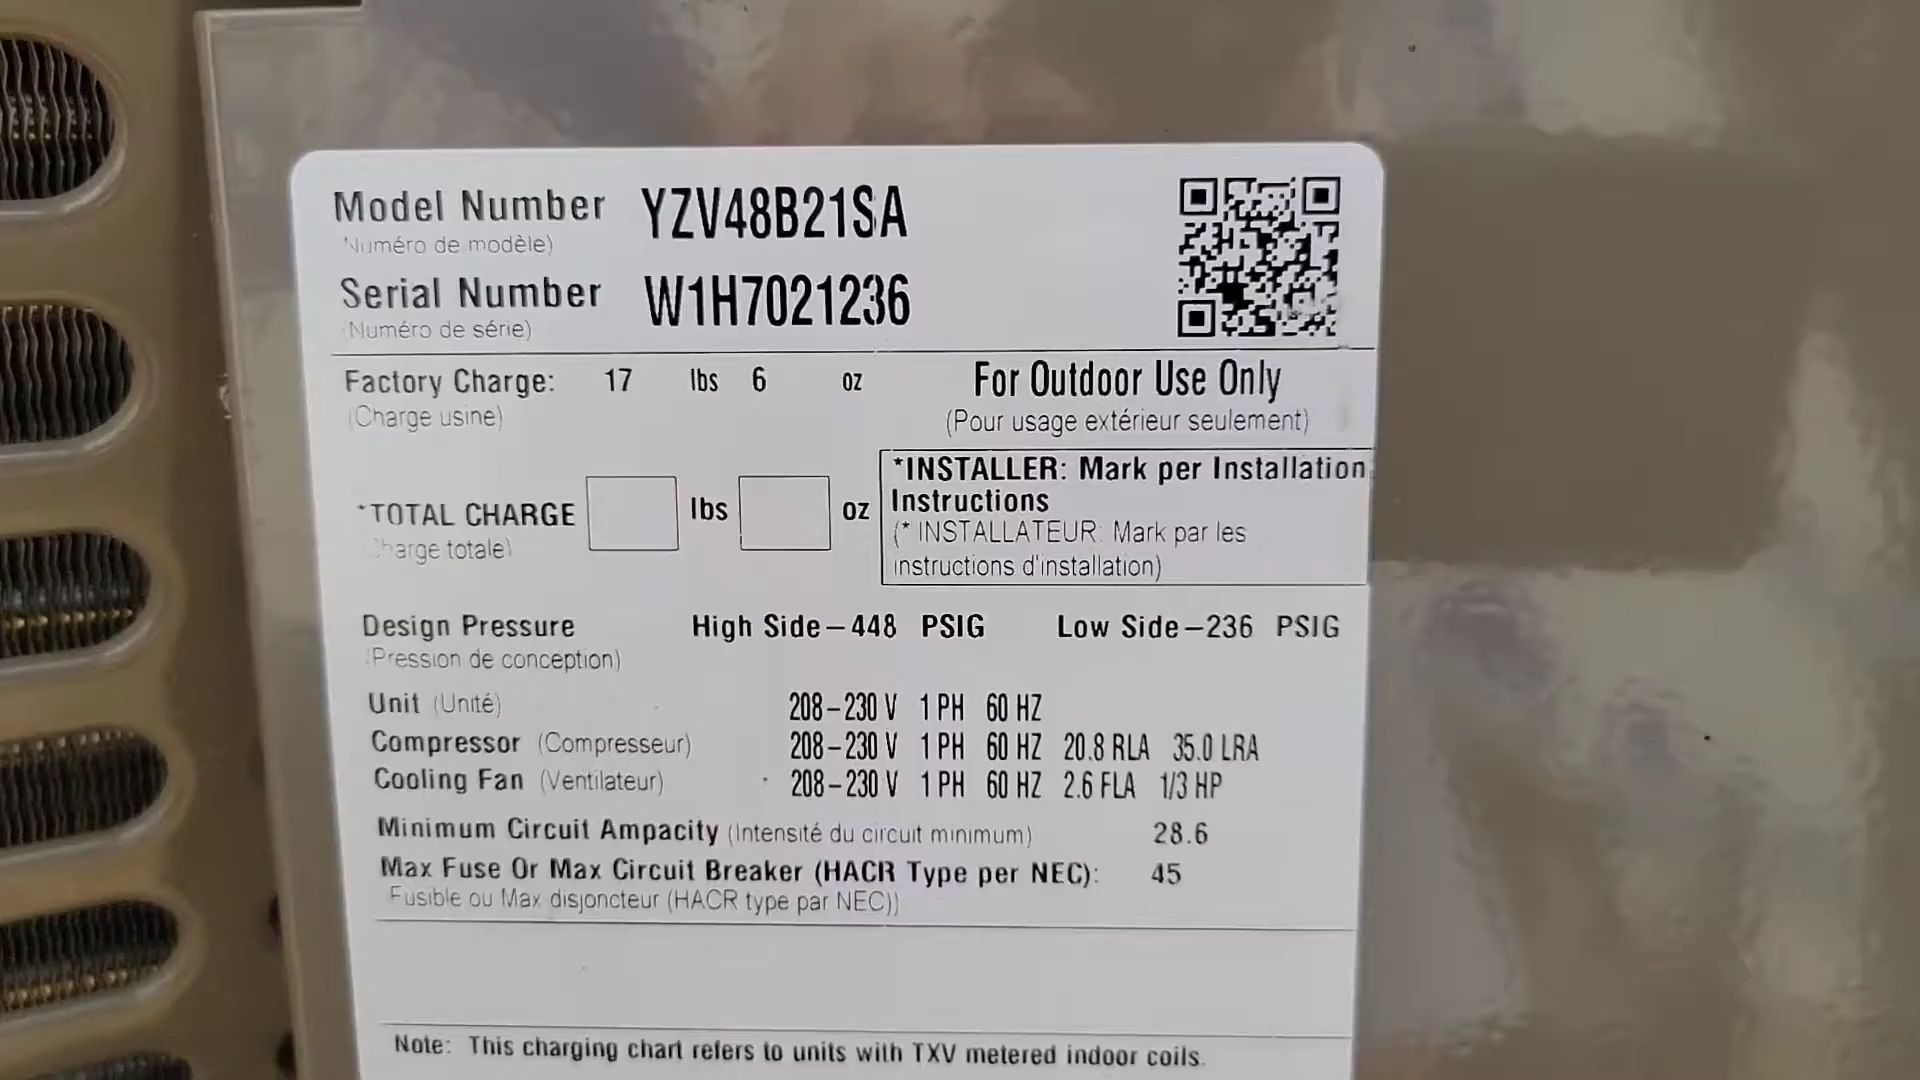 Model Number YZV48B21SA
(Numéro de modèle)
Serial Number W1H7021236
(Numéro de série)
Factory Charge: 17 lbs 6 oz For Outdoor Use Only
(Charge usine) (Pour usage extérieur seulement)
*INSTALLER: Mark per Installation
Instructions
*TOTAL CHARGE lbs oz
(* INSTALLATEUR: Mark par les
(Charge totale)
instructions d'installation)
Design Pressure High Side-448 PSIG Low Side-236 PSIG
(Pression de conception)
Unit (Unité) 208-230 V 1 PH 60 HZ
Compressor (Compresseur) 208-230 V 1 PH 60 HZ 20.8 RLA 35.0 LRA
Cooling Fan (Ventilateur) 208-230 V 1 PH 60 HZ 2.6 FLA 1/3 HP
Minimum Circuit Ampacity (Intensité du circuit minimum) 28.6
Max Fuse Or Max Circuit Breaker (HACR Type per NEC): 45
Fusible ou Max disjoncteur (HACR type par NEC))
Note: This charging chart refers to units with TXV metered indoor coils.